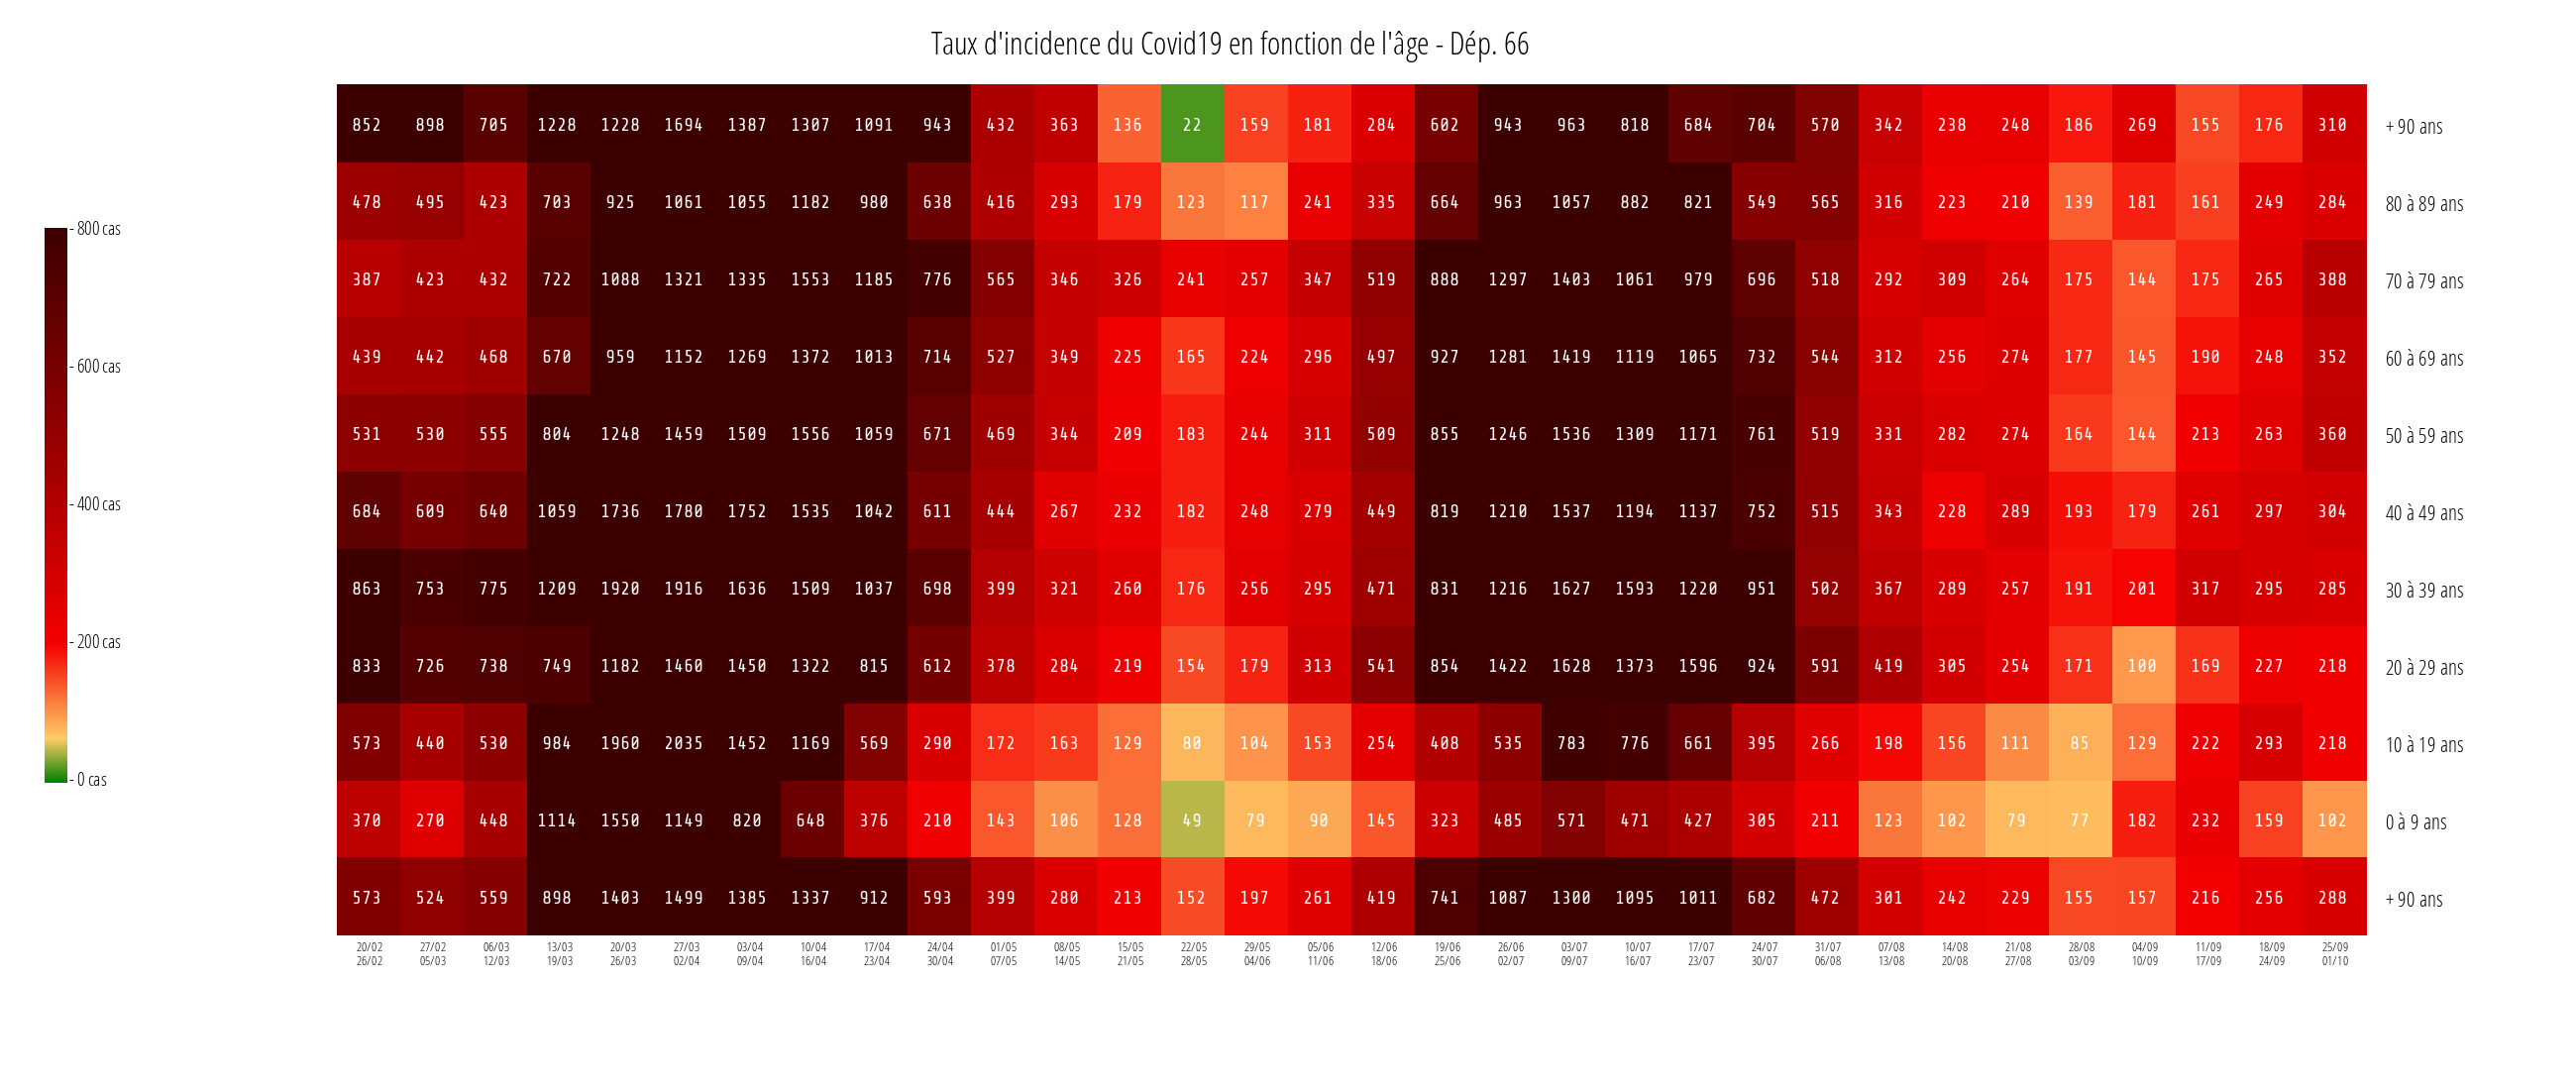 Taux d'incidence du Covid19 en fonction de l'âge - Dép. 66
852 898 705 1228 1228 1694 1387 1307 1091 943 432 363 136 22 159 181 284 602 943 963 818 684 704 570 342 238 248 186 269 155 176 310 + 90 ans
478 495 423 703 925 1061 1055 1182 980 638 416 293 179 123 117 241 335 664 963 1057 882 821 549 565 316 223 210 139 181 161 249 284 80 à 89 ans
- 800 cas
387 423 432 722 1088 1321 1335 1553 1185 776 565 346 326 241 257 347 519 888 1297 1403 1061 979 696 518 292 309 264 175 144 175 265 388 70 à 79 ans
439 442 468 670 959 1152 1269 1372 1013 714 527 349 225 165 224 296 497 927 1281 1419 1119 1065 732 544 312 256 274 177 145 190 248 352 60 à 69 ans
- 600 cas
531 530 555 804 1248 1459 1509 1556 1059 671 469 344 209 183 244 311 509 855 1246 1536 1309 1171 761 519 331 282 274 164 144 213 263 360 50 à 59 ans
- 400 cas
684 609 640 1059 1736 1780 1752 1535 1042 611 444 267 232 182 248 279 449 819 1210 1537 1194 1137 752 515 343 228 289 193 179 261 297 304 40 à 49 ans
863 753 775 1209 1920 1916 1636 1509 1037 698 399 321 260 176 256 295 471 831 1216 1627 1593 1220 951 502 367 289 257 191 201 317 295 285 30 à 39 ans
- 200 cas
833 726 738 749 1182 1460 1450 1322 815 612 378 284 219 154 179 313 541 854 1422 1628 1373 1596 924 591 419 305 254 171 100 169 227 218 20 à 29 ans
573 440 530 984 1960 2035 1452 1169 569 290 172 163 129 80 104 153 254 408 535 783 776 661 395 266 198 156 111 85 129 222 293 218 10 à 19 ans
- 0 cas
370 270 448 1114 1550 1149 820 648 376 210 143 106 128 49 79 90 145 323 485 571 471 427 305 211 123 102 79 77 182 232 159 102 0 à 9 ans
573 524 559 898 1403 1499 1385 1337 912 593 399 280 213 152 197 261 419 741 1087 1300 1095 1011 682 472 301 242 229 155 157 216 256 288 + 90 ans
20/02 27/02 06/03 13/03 20/03 27/03 03/04 10/04 17/04 24/04 01/05 08/05 15/05 22/05 29/05 05/06 12/06 19/06 26/06 03/07 10/07 17/07 24/07 31/07 07/08 14/08 21/08 28/08 04/09 11/09 18/09 25/09
26/02 05/03 12/03 19/03 26/03 02/04 09/04 16/04 23/04 30/04 07/05 14/05 21/05 28/05 04/06 11/06 18/06 25/06 02/07 09/07 16/07 23/07 30/07 06/08 13/08 20/08 27/08 03/09 10/09 17/09 24/09 01/10